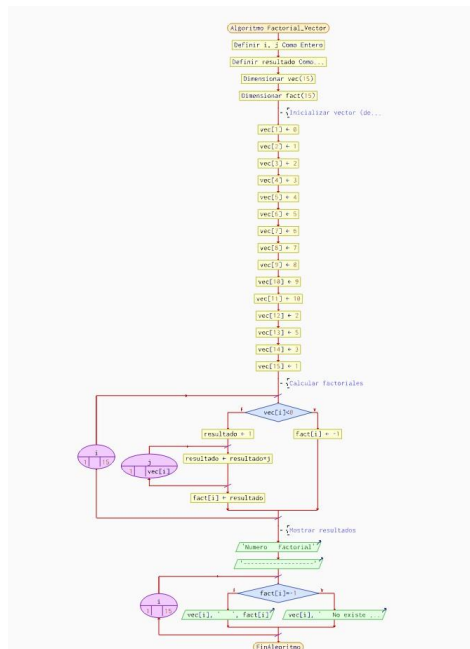 Algoritmo Factorial_Vector
Definir i, j Como Entero
Definir resultado Como...
Dimensionar vec(15)
Dimensionar fact(15)
Inicializar vector (de...
vec[1] ← 0
vec[2] ← 1
vec[3] ← 2
vec[4] ← 3
vec[5] ← 4
vec[6] ← 5
vec[7] ← 6
vec[8] ← 7
vec[9] ← 8
vec[10] ← 9
vec[11] ← 10
vec[12] ← 2
vec[13] ← 5
vec[14] ← 3
vec[15] ← 1
Calcular factoriales
vec[i]<0
resultado ← 1
fact[i] ← -1
i
1 15
j
1 vec[i]
resultado ← resultado*j
fact[i] ← resultado
Mostrar resultados
'Numero Factorial'
'-------------------'
i
1 15
fact[i]=-1
vec[i], ' ', fact[i]
vec[i], ' No existe ...
FinAlgoritmo